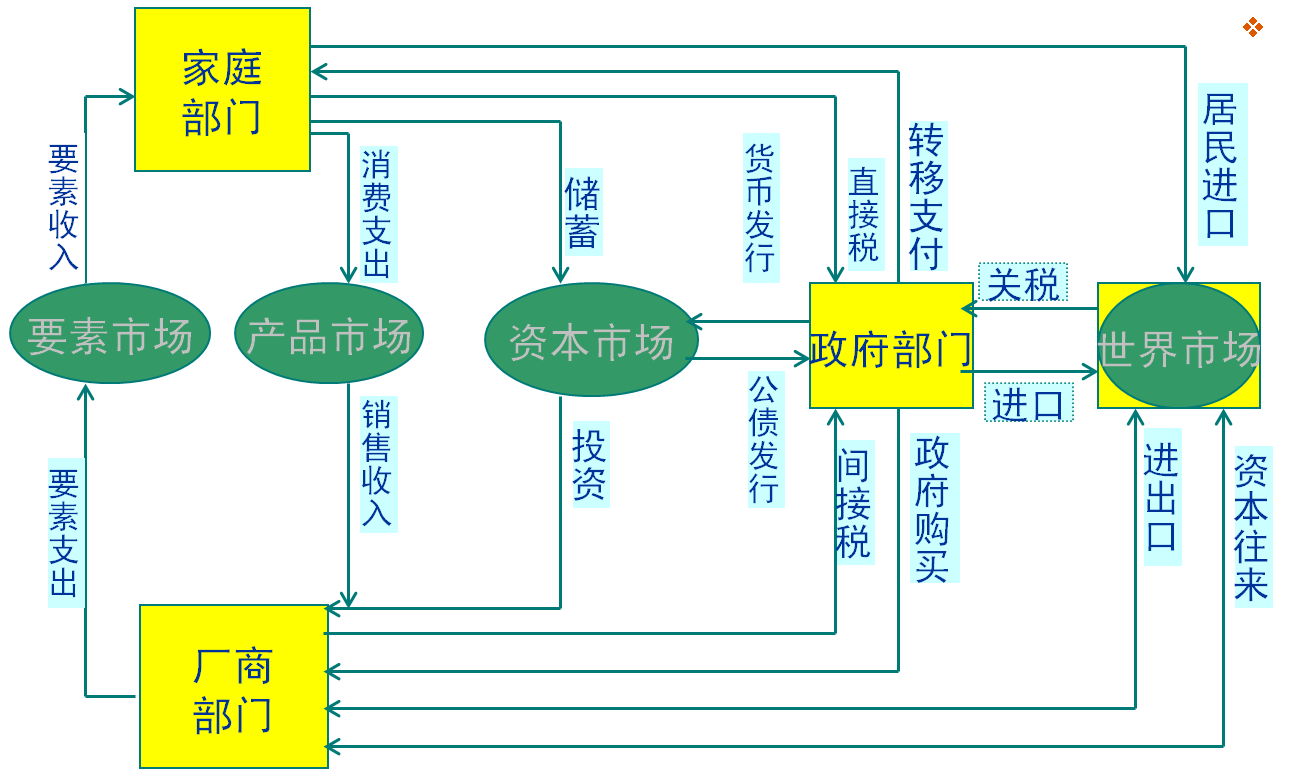 家庭
部门
要素收入
消费支出
储蓄
货币发行
直接税
转移支付
居民进口
要素市场
产品市场
资本市场
政府部门
关税
进口
世界市场
要素支出
销售收入
投资
公债发行
间接税
政府购买
进出口
资本往来
厂商
部门